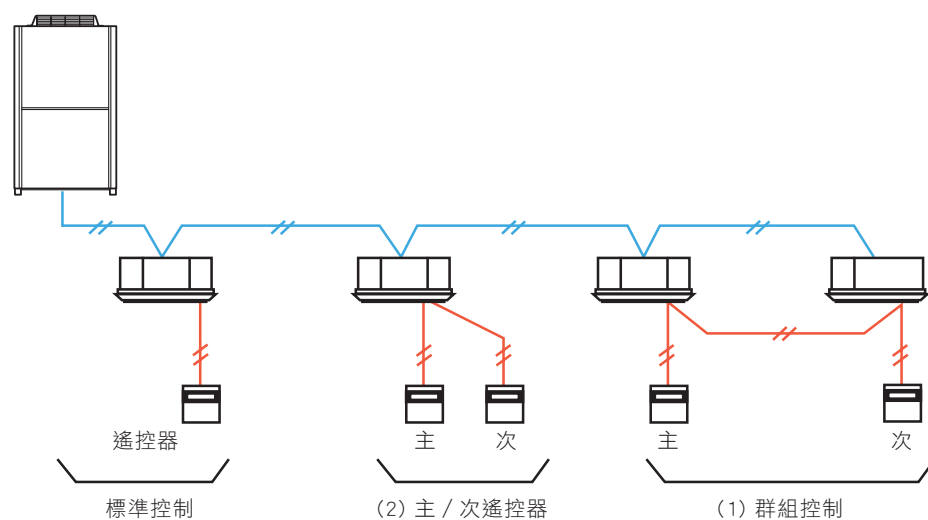 遙控器
主
次
主
次
標準控制
(2) 主 / 次遙控器
(1) 群組控制